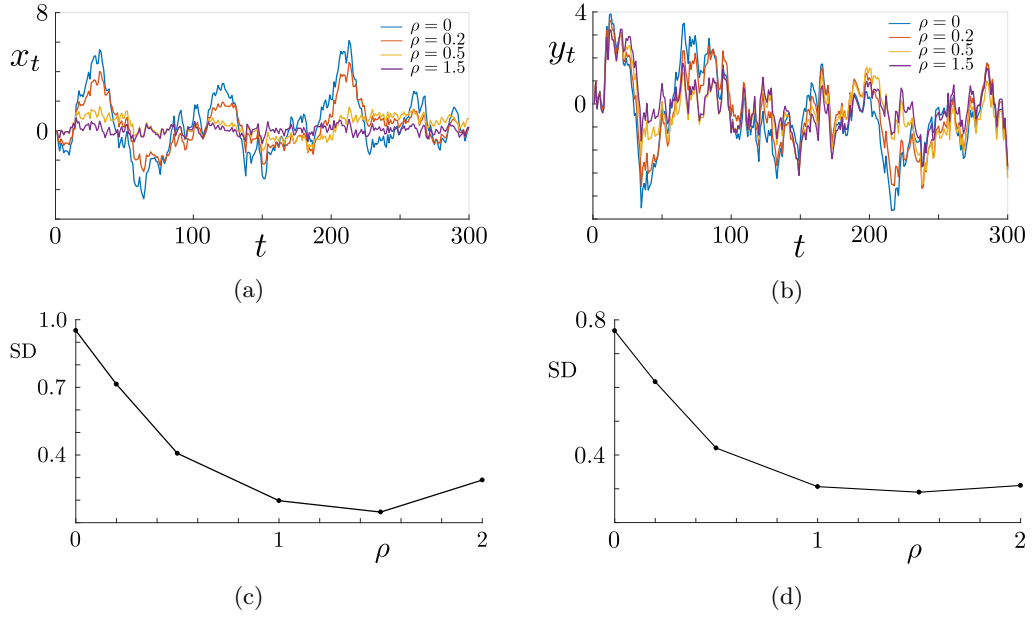 8
x_t
ρ = 0
ρ = 0.2
ρ = 0.5
ρ = 1.5
0
0 100 200 300
t
(a)
4
y_t
ρ = 0
ρ = 0.2
ρ = 0.5
ρ = 1.5
0
-4
0 100 200 300
t
(b)
1.0
SD
0.7
0.4
0 1 ρ 2
(c)
0.8
SD
0.4
0 1 ρ 2
(d)